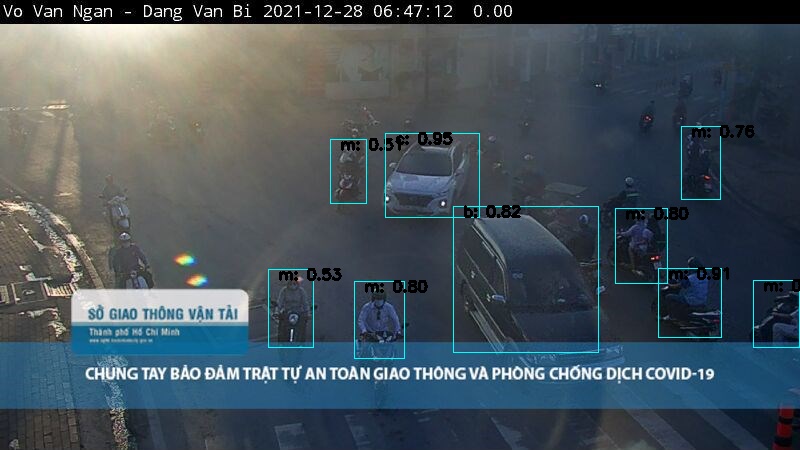 Vo Van Ngan - Dang Van Bi 2021-12-28 06:47:12 0.00
m: 0.51
c: 0.95
m: 0.76
b: 0.82
m: 0.80
m: 0.53
m: 0.80
m: 0.91
m: 0
SỞ GIAO THÔNG VẬN TẢI
Thành phố Hồ Chí Minh
CHUNG TAY BẢO ĐẢM TRẬT TỰ AN TOÀN GIAO THÔNG VÀ PHÒNG CHỐNG DỊCH COVID-19